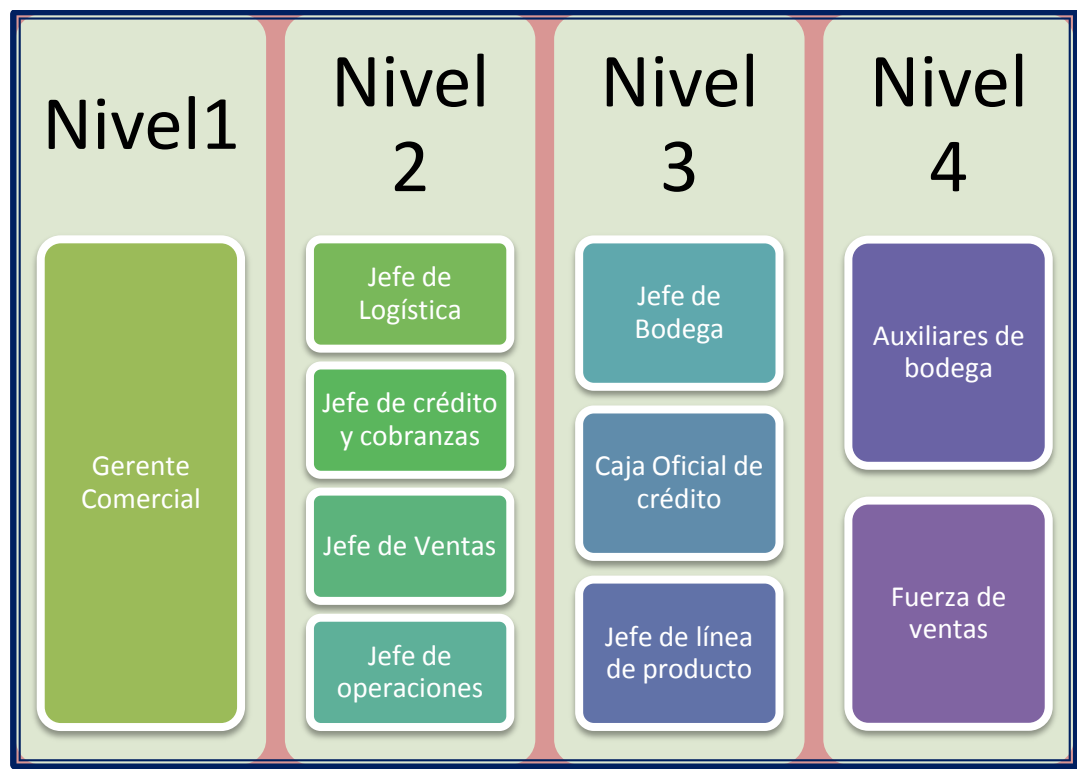 Nivel1
Gerente
Comercial
Nivel
2
Jefe de
Logística
Jefe de crédito
y cobranzas
Jefe de Ventas
Jefe de
operaciones
Nivel
3
Jefe de
Bodega
Caja Oficial de
crédito
Jefe de línea
de producto
Nivel
4
Auxiliares de
bodega
Fuerza de
ventas